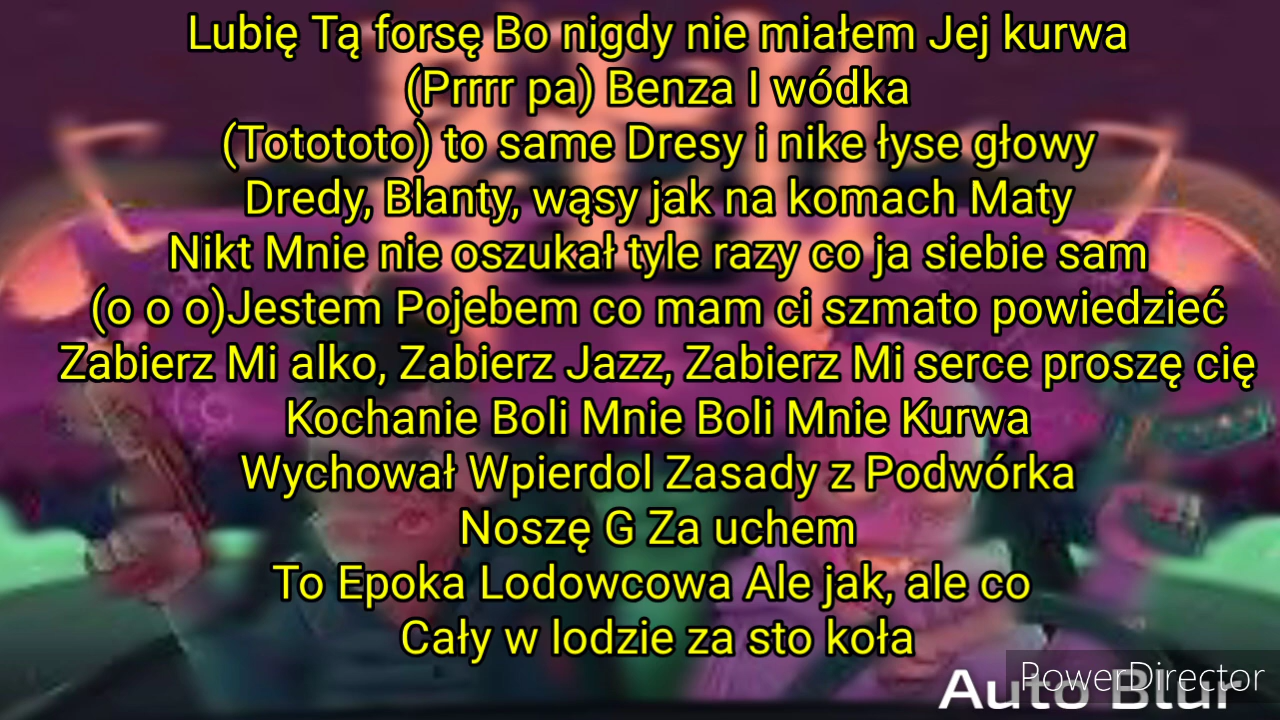 Lubię Tą forsę Bo nigdy nie miałem Jej kurwa
(Prrrr pa) Benza I wódka
(Totototo) to same Dresy i nike łyse głowy
Dredy, Blanty, wąsy jak na komach Maty
Nikt Mnie nie oszukał tyle razy co ja siebie sam
(o o o)Jestem Pojebem co mam ci szmato powiedzieć
Zabierz Mi alko, Zabierz Jazz, Zabierz Mi serce proszę cię
Kochanie Boli Mnie Boli Mnie Kurwa
Wychował Wpierdol Zasady z Podwórka
Noszę G Za uchem
To Epoka Lodowcowa Ale jak, ale co
Cały w lodzie za sto koła
PowerDirector
Auto Blur